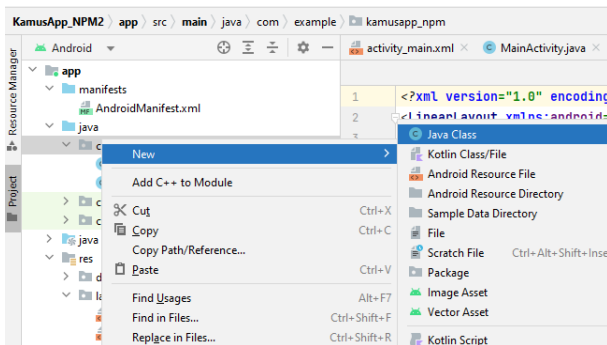 KamusApp_NPM2 app src main java com example kamusapp_npm
Android
activity_main.xml MainActivity.java
Resource Manager
Project
app
manifests
AndroidManifest.xml
java
c
c
c
java
res
d
la
1 <?xml version="1.0" encoding
2 <LinearLayout xmlns:android=
3
New
Add C++ to Module
Cut Ctrl+X
Copy Ctrl+C
Copy Path/Reference...
Paste Ctrl+V
Find Usages Alt+F7
Find in Files... Ctrl+Shift+F
Replace in Files... Ctrl+Shift+R
Java Class
Kotlin Class/File
Android Resource File
Android Resource Directory
Sample Data Directory
File
Scratch File Ctrl+Alt+Shift+Inse
Package
Image Asset
Vector Asset
Kotlin Script